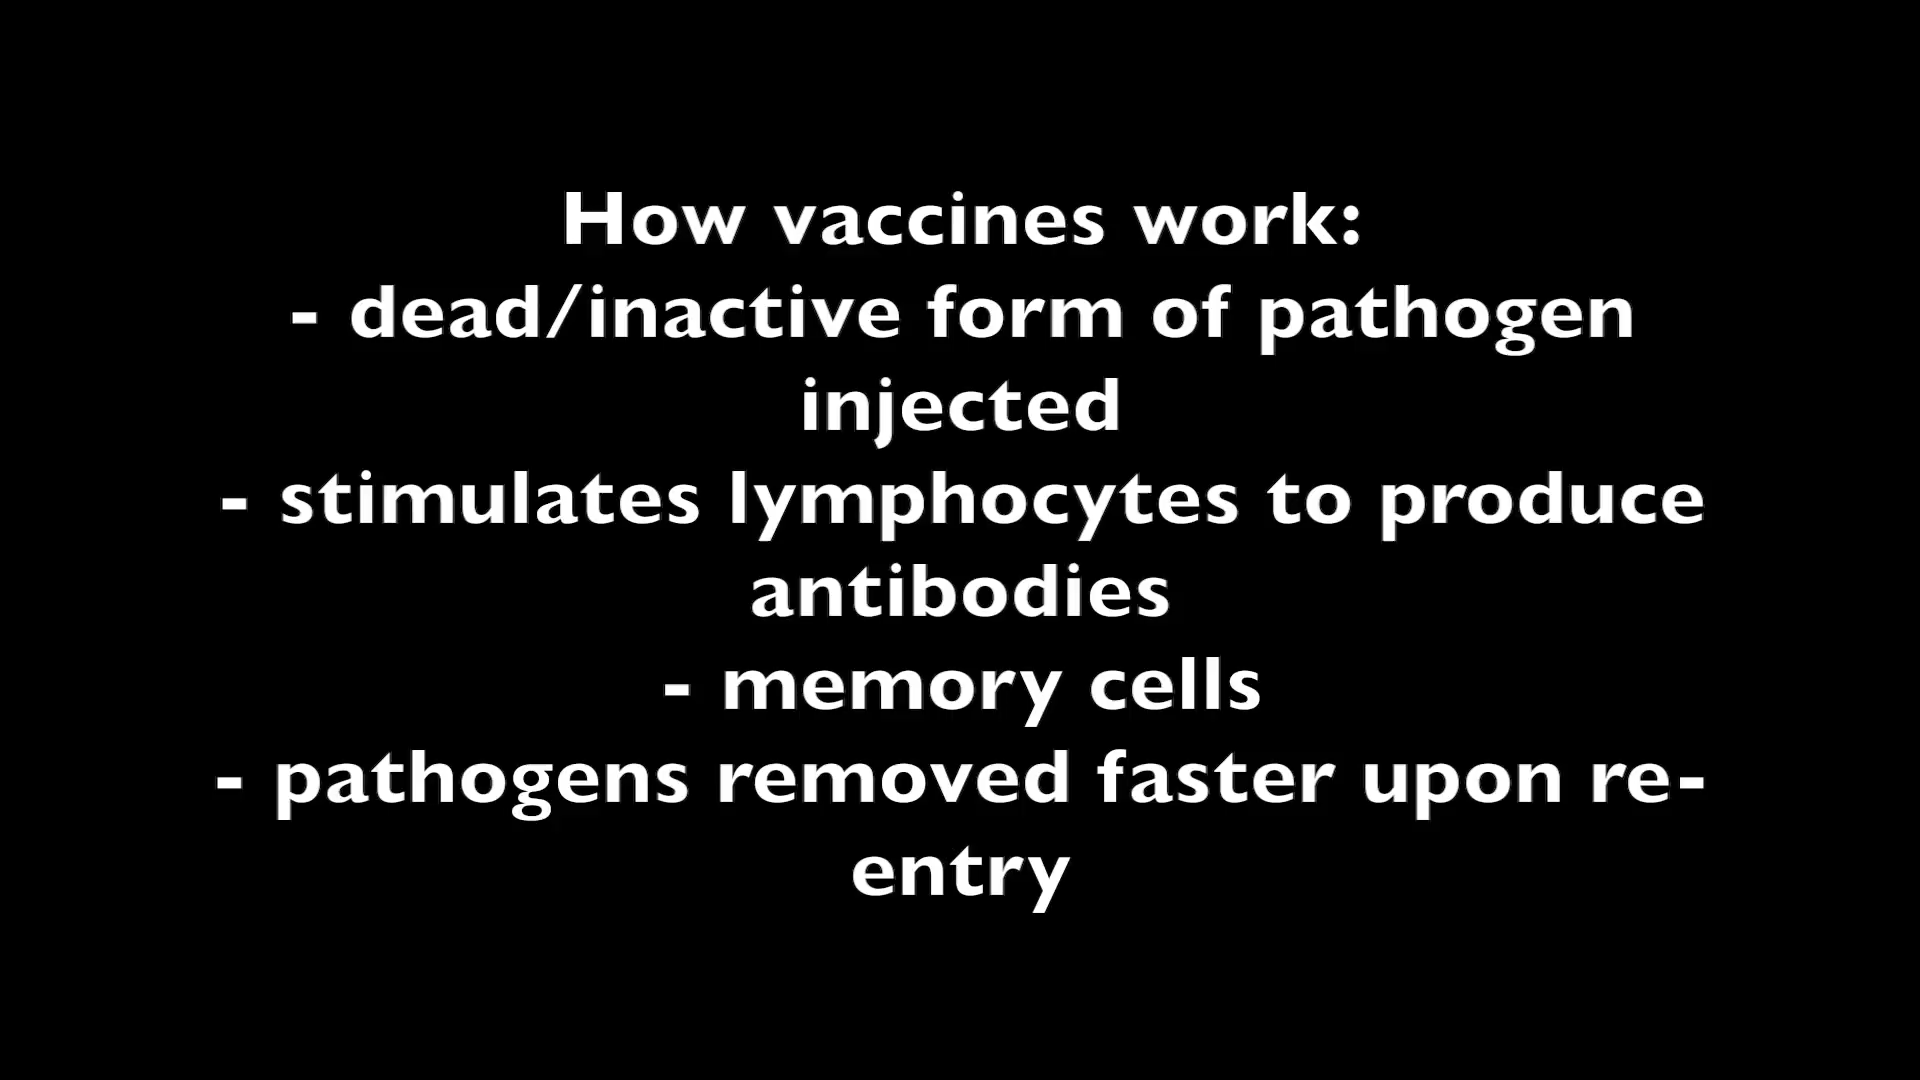 How vaccines work:
- dead/inactive form of pathogen
injected
- stimulates lymphocytes to produce
antibodies
- memory cells
- pathogens removed faster upon re-
entry